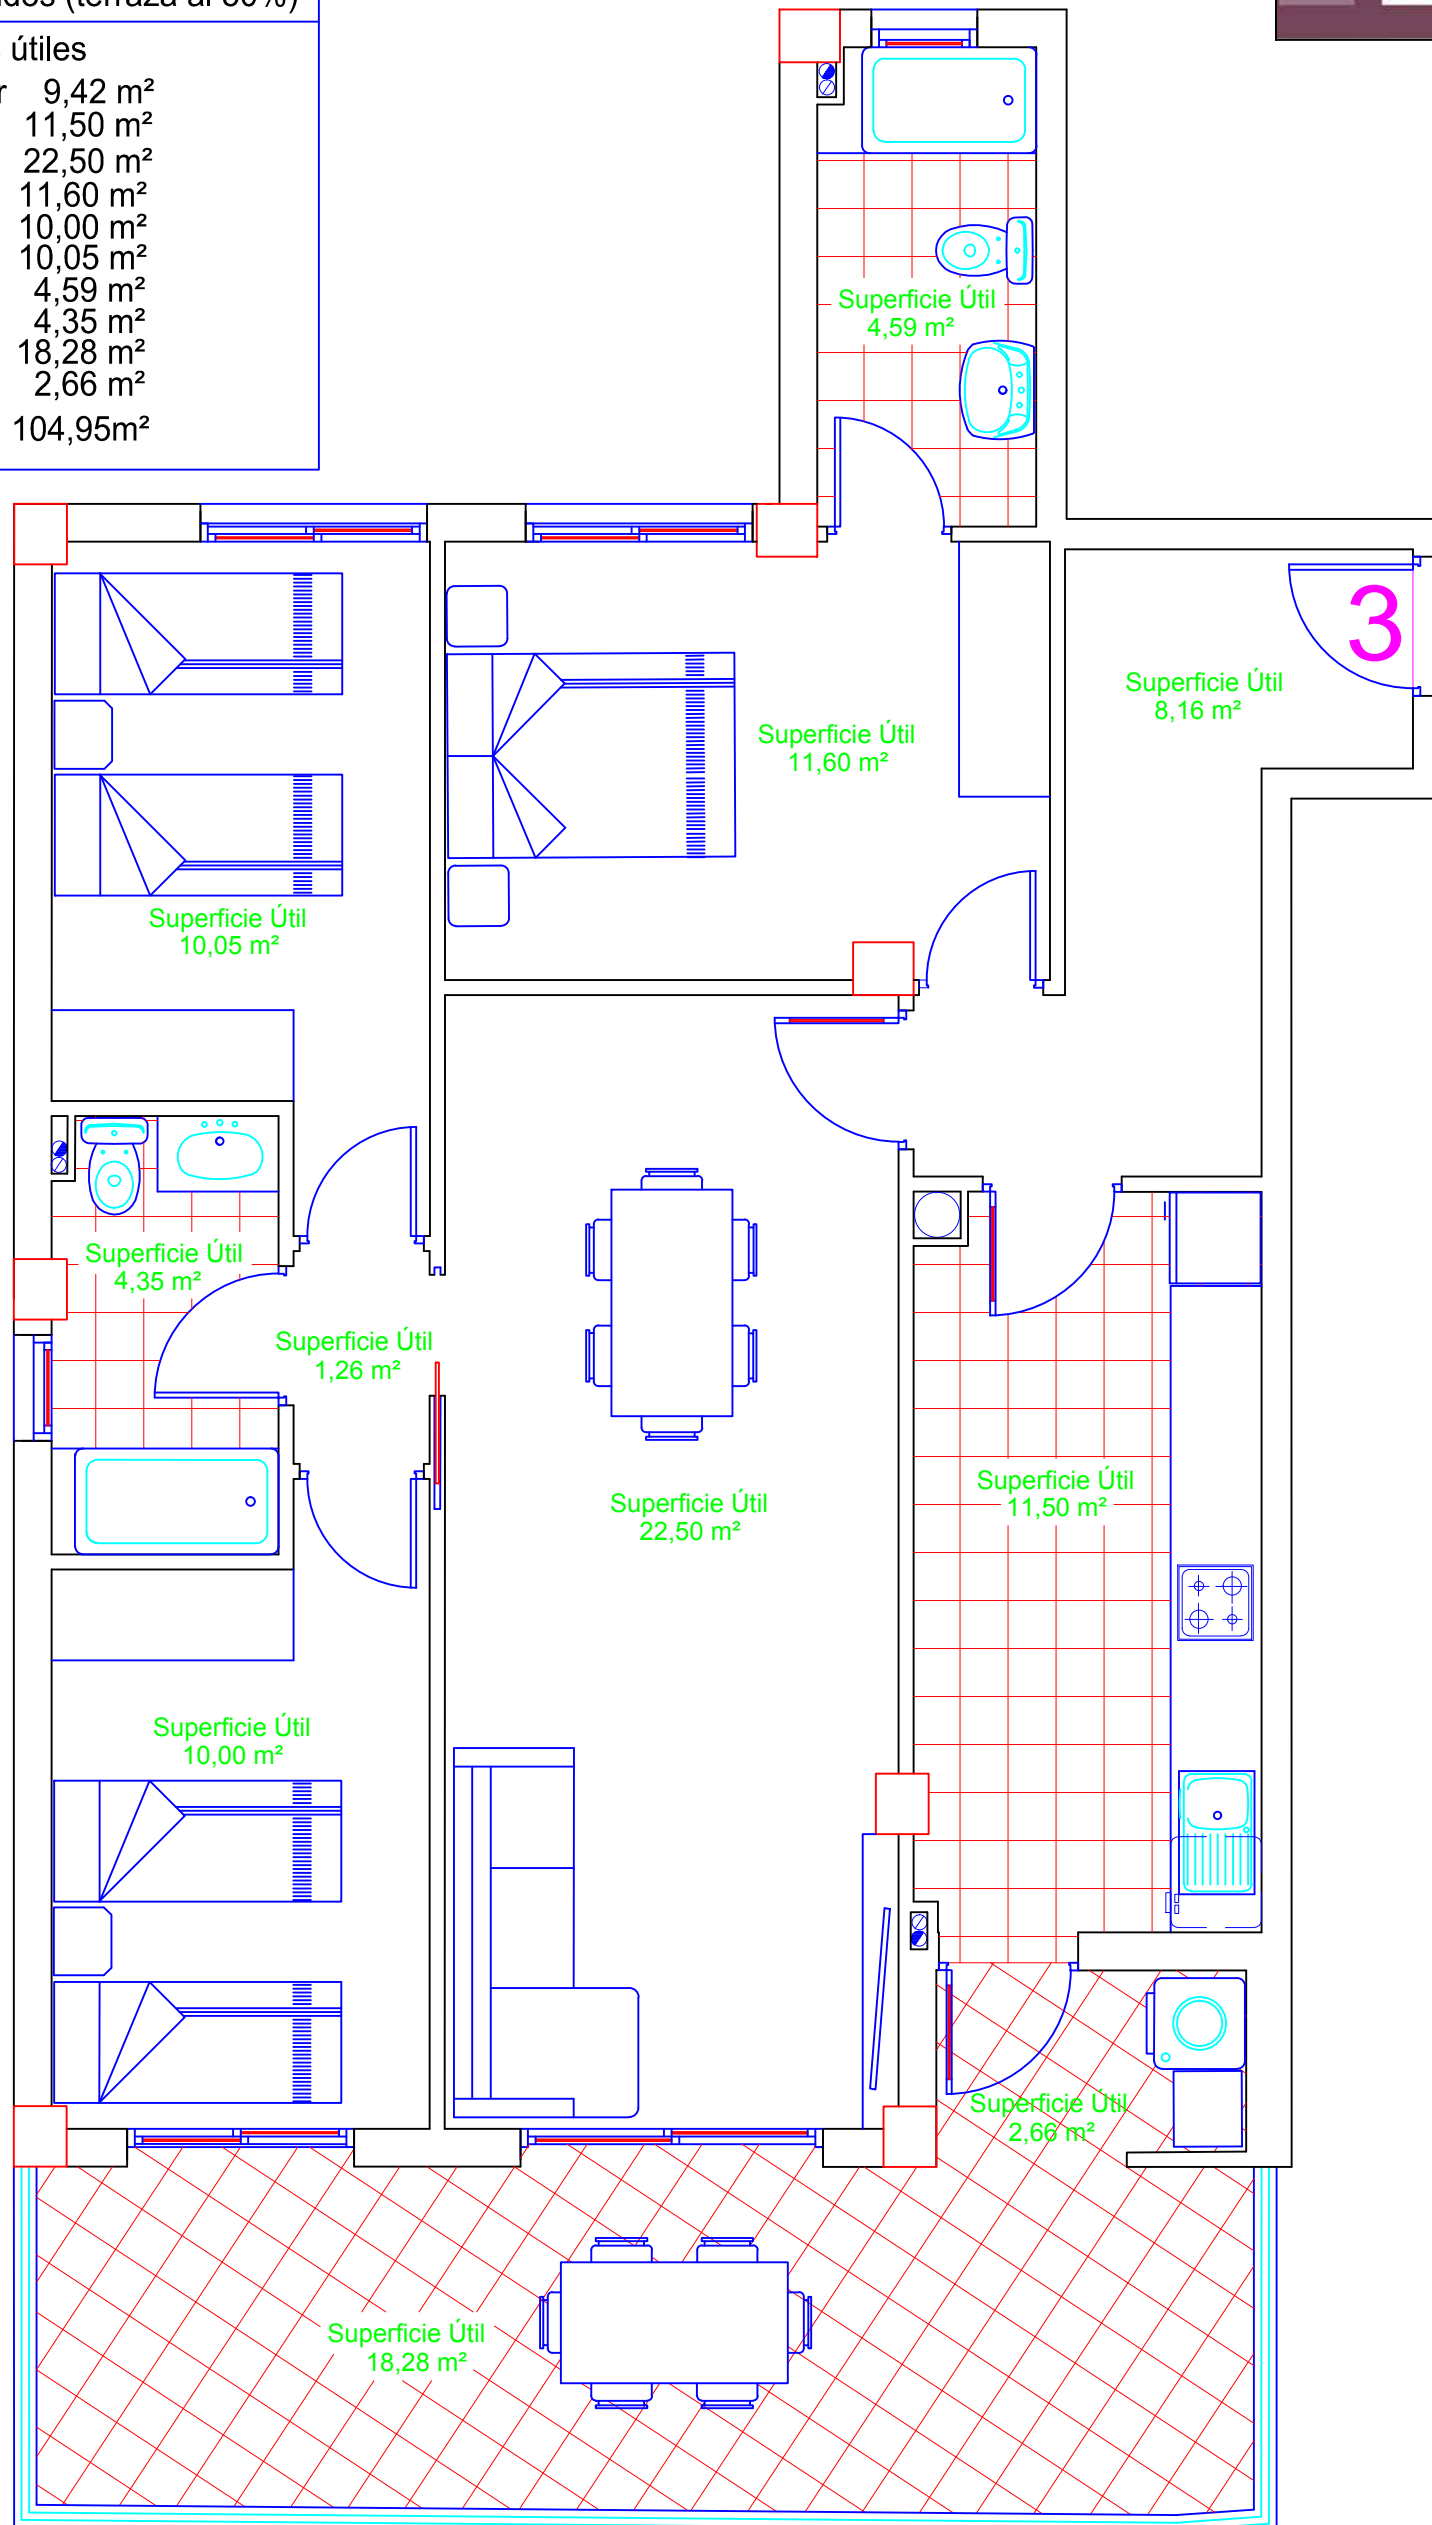 (terraza al 50%)
útiles
9,42 m²
11,50 m²
22,50 m²
11,60 m²
10,00 m²
10,05 m²
4,59 m²
4,35 m²
18,28 m²
2,66 m²
104,95m²
Superficie Útil
4,59 m²
3
Superficie Útil
8,16 m²
Superficie Útil
11,60 m²
Superficie Útil
10,05 m²
Superficie Útil
4,35 m²
Superficie Útil
1,26 m²
Superficie Útil
11,50 m²
Superficie Útil
22,50 m²
Superficie Útil
10,00 m²
Superficie Útil
2,66 m²
Superficie Útil
18,28 m²